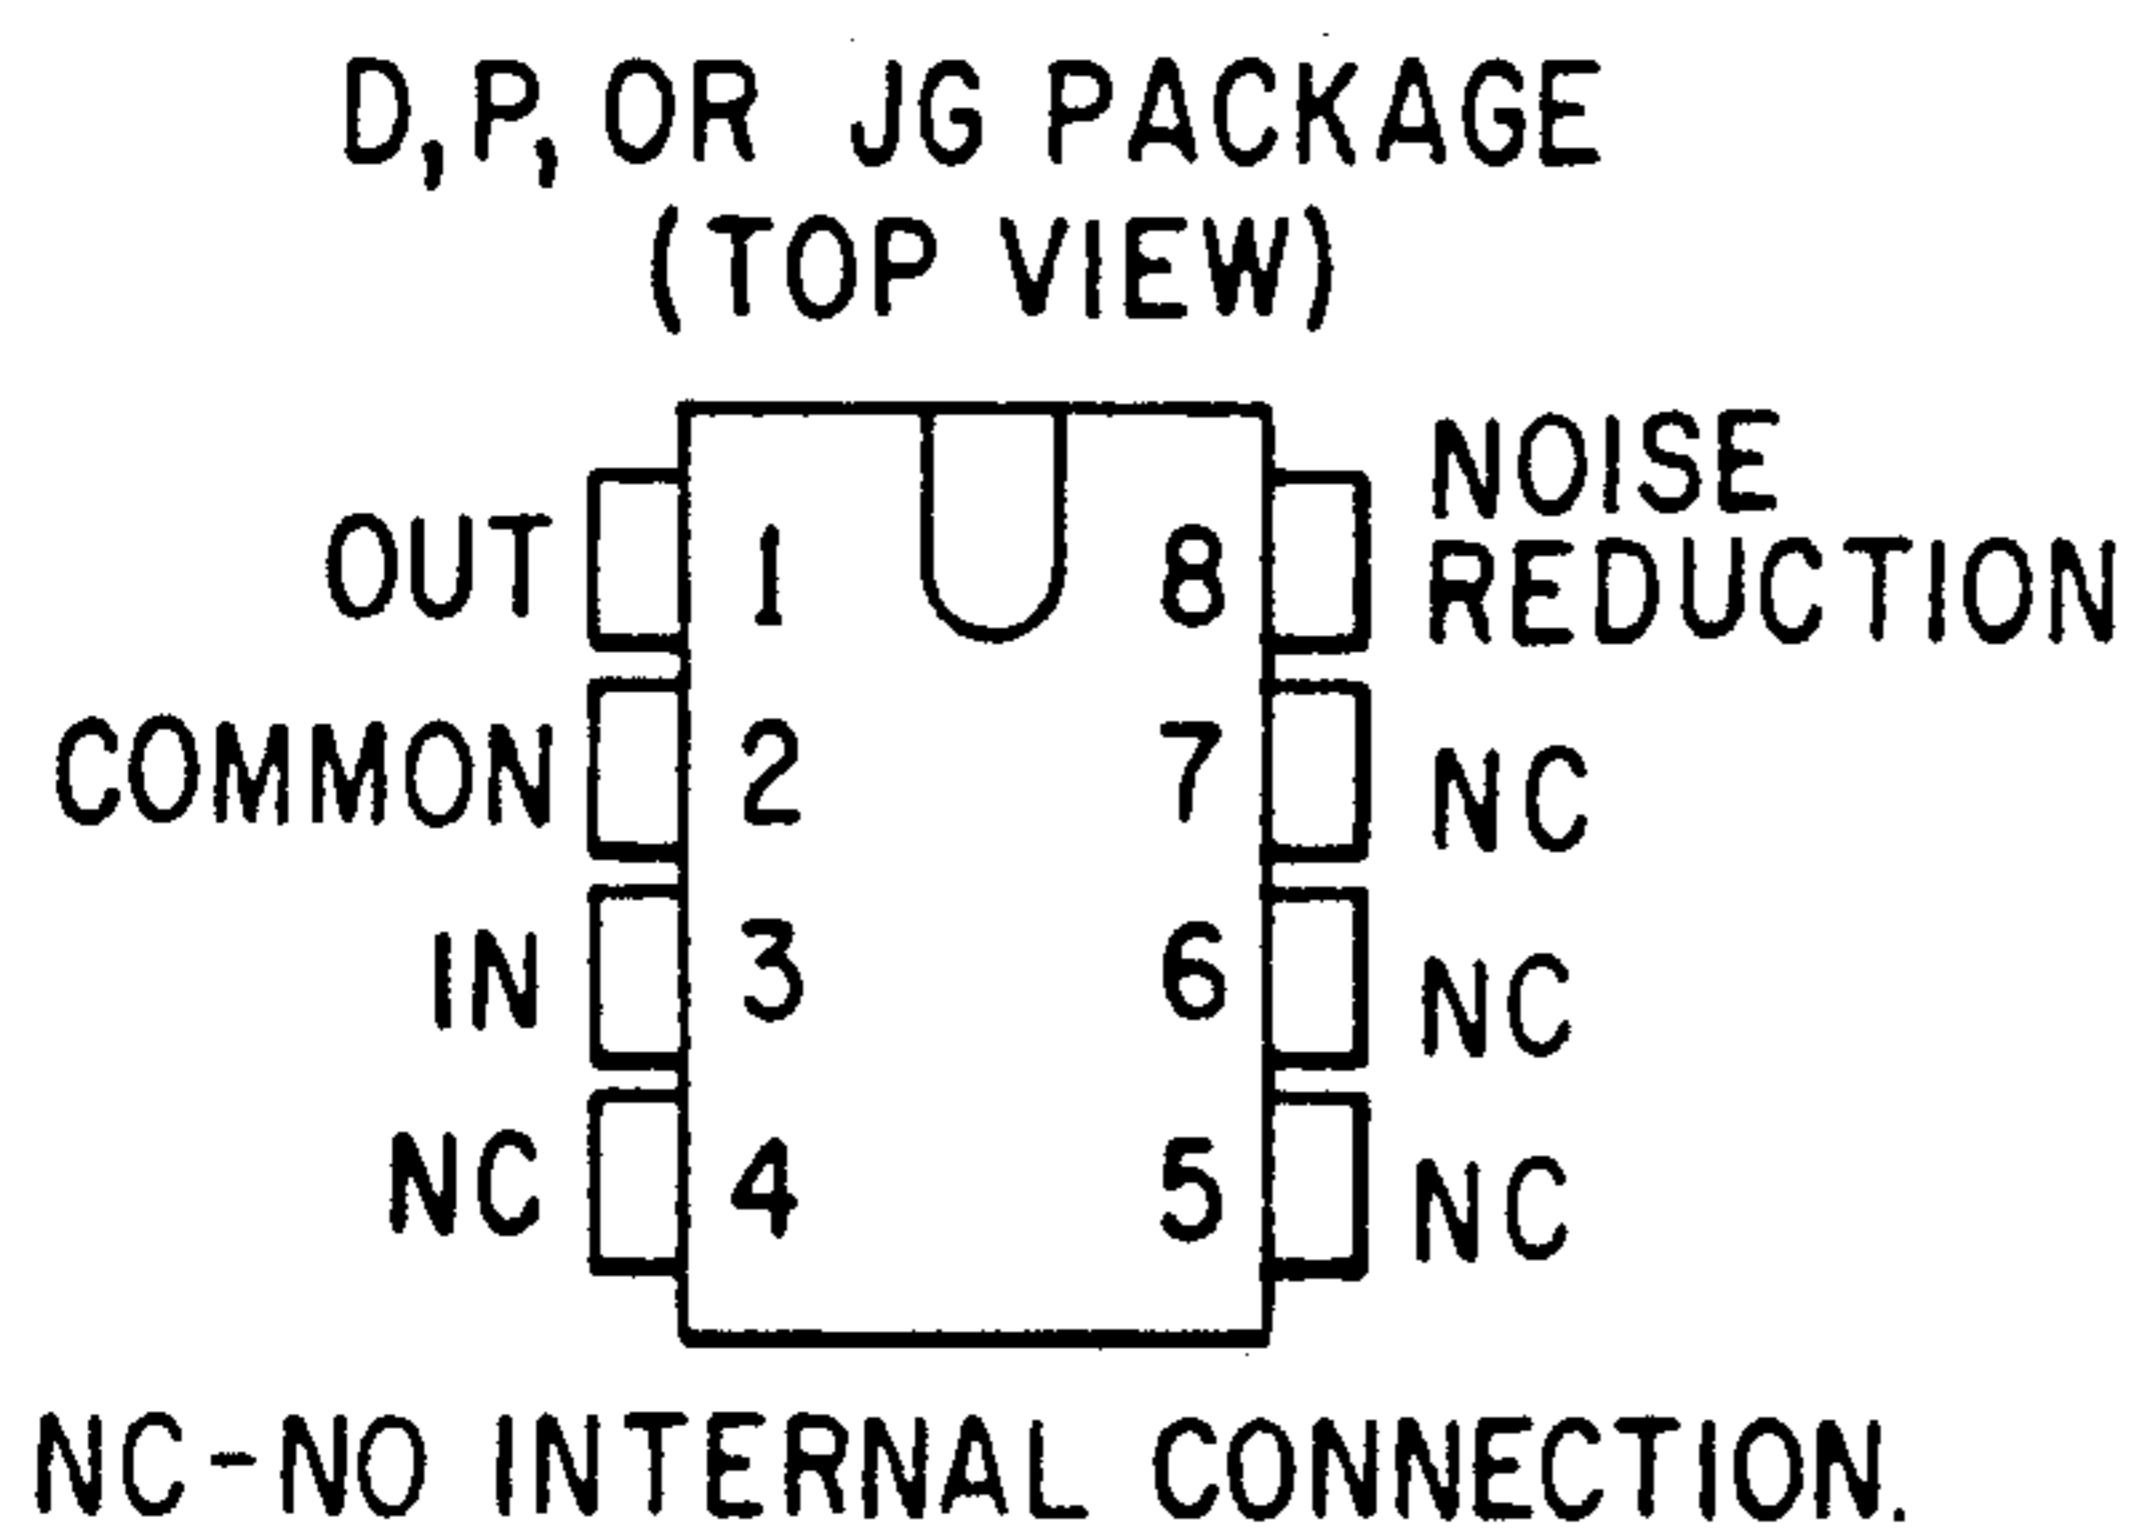 D, P, OR JG PACKAGE
(TOP VIEW)
NOISE
OUT 1 8 REDUCTION
COMMON 2 7 NC
IN 3 6 NC
NC 4 5 NC
NC-NO INTERNAL CONNECTION.